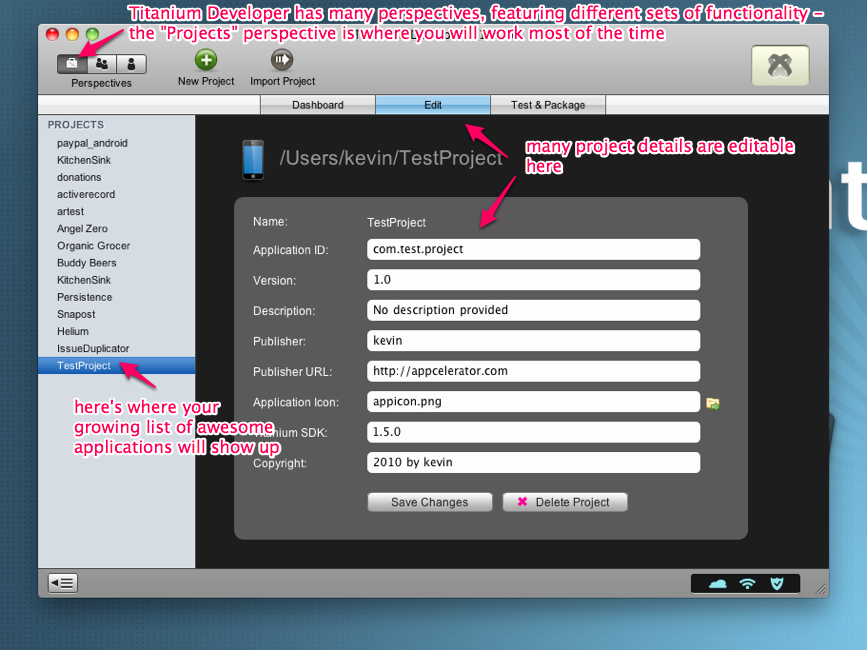 Titanium Developer has many perspectives, featuring different sets of functionality –
the "Projects" perspective is where you will work most of the time
Perspectives
New Project
Import Project
Dashboard
Edit
Test & Package
PROJECTS
paypal_android
KitchenSink
donations
activerecord
artest
Angel Zero
Organic Grocer
Buddy Beers
KitchenSink
Persistence
Snapost
Helium
IssueDuplicator
TestProject
here's where your
growing list of awesome
applications will show up
/Users/kevin/TestProject
many project details are editable
here
Name: TestProject
Application ID: com.test.project
Version: 1.0
Description: No description provided
Publisher: kevin
Publisher URL: http://appcelerator.com
Application Icon: appicon.png
SDK: 1.5.0
Copyright: 2010 by kevin
Save Changes
Delete Project